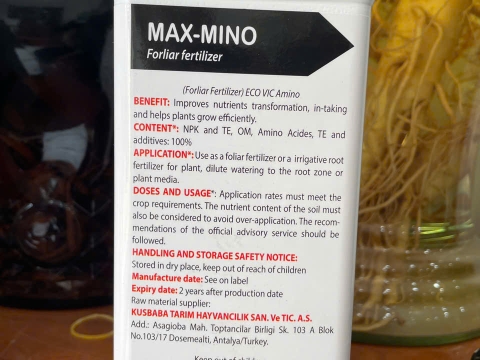 MAX-MINO
Forliar fertilizer
(Forliar Fertilizer) ECO VIC Amino
BENEFIT: Improves nutrients transformation, in-taking
and helps plants grow efficiently.
CONTENT*: NPK and TE, OM, Amino Acides, TE and
additives: 100%
APPLICATION*: Use as a foliar fertilizer or a irrigative root
fertilizer for plant, dilute watering to the root zone or
plant media.
DOSES AND USAGE*: Application rates must meet the
crop requirements. The nutrient content of the soil must
also be considered to avoid over-application. The recom-
mendations of the official advisory service should be
followed.
HANDLING AND STORAGE SAFETY NOTICE:
Stored in dry place, keep out of reach of children
Manufacture date: See on label
Expiry date: 2 years after production date
Raw material supplier:
KUSBABA TARIM HAYVANCILIK SAN. Ve TIC. A.S.
Add.: Asagioba Mah. Toptancilar Birligi Sk. 103 A Blok
No.103/17 Dosemealti, Antalya/Turkey.
Keep out of